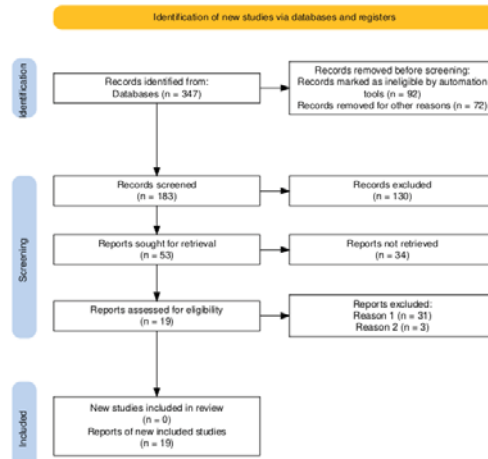 Identification of new studies via databases and registers
Identification
Records identified from:
Databases (n = 347)
Records removed before screening:
Records marked as ineligible by automation
tools (n = 92)
Records removed for other reasons (n = 72)
Screening
Records screened
(n = 183)
Records excluded
(n = 130)
Reports sought for retrieval
(n = 53)
Reports not retrieved
(n = 34)
Reports assessed for eligibility
(n = 19)
Reports excluded:
Reason 1 (n = 31)
Reason 2 (n = 3)
Included
New studies included in review
(n = 0)
Reports of new included studies
(n = 19)